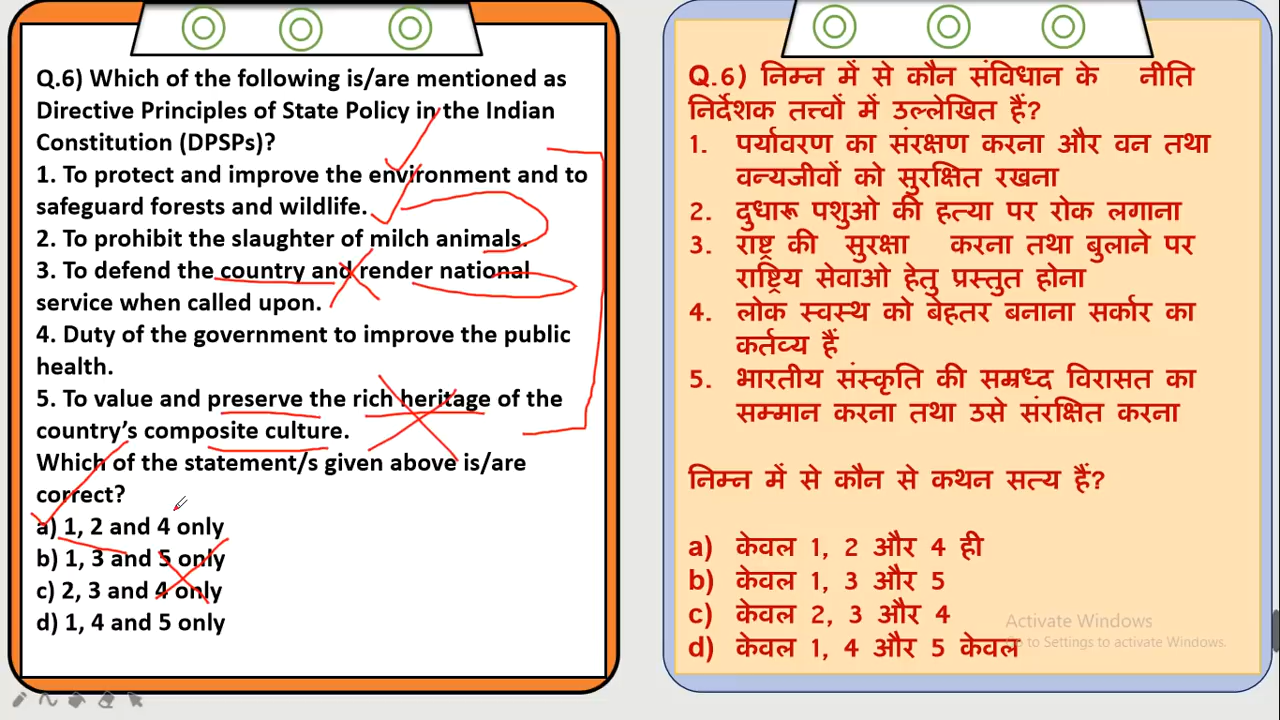 Q.6) Which of the following is/are mentioned as
Directive Principles of State Policy in the Indian
Constitution (DPSPs)?
1. To protect and improve the environment and to
safeguard forests and wildlife.
2. To prohibit the slaughter of milch animals.
3. To defend the country and render national
service when called upon.
4. Duty of the government to improve the public
health.
5. To value and preserve the rich heritage of the
country's composite culture.
Which of the statement/s given above is/are
correct?
a) 1, 2 and 4 only
b) 1, 3 and 5 only
c) 2, 3 and 4 only
d) 1, 4 and 5 only
Q.6) निम्न में से कौन संविधान के नीति
निर्देशक तत्त्वों में उल्लेखित हैं?
1. पर्यावरण का संरक्षण करना और वन तथा
वन्यजीवों को सुरक्षित रखना
2. दुधारू पशुओ की हत्या पर रोक लगाना
3. राष्ट्र की सुरक्षा करना तथा बुलाने पर
राष्ट्रिय सेवाओ हेतु प्रस्तुत होना
4. लोक स्वस्थ को बेहतर बनाना सर्कार का
कर्तव्य हैं
5. भारतीय संस्कृति की सम्रध्द विरासत का
सम्मान करना तथा उसे संरक्षित करना
निम्न में से कौन से कथन सत्य हैं?
a) केवल 1, 2 और 4 ही
b) केवल 1, 3 और 5
c) केवल 2, 3 और 4
d) केवल 1, 4 और 5 केवल
Activate Windows
Go to Settings to activate Windows.